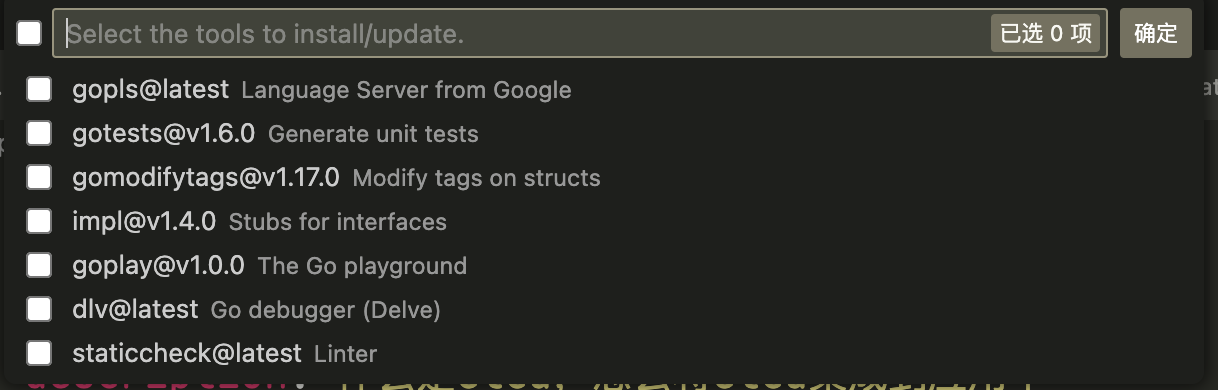 Select the tools to install/update. 已选 0 项 确定
gopls@latest Language Server from Google
gotests@v1.6.0 Generate unit tests
gomodifytags@v1.17.0 Modify tags on structs
impl@v1.4.0 Stubs for interfaces
goplay@v1.0.0 The Go playground
dlv@latest Go debugger (Delve)
staticcheck@latest Linter